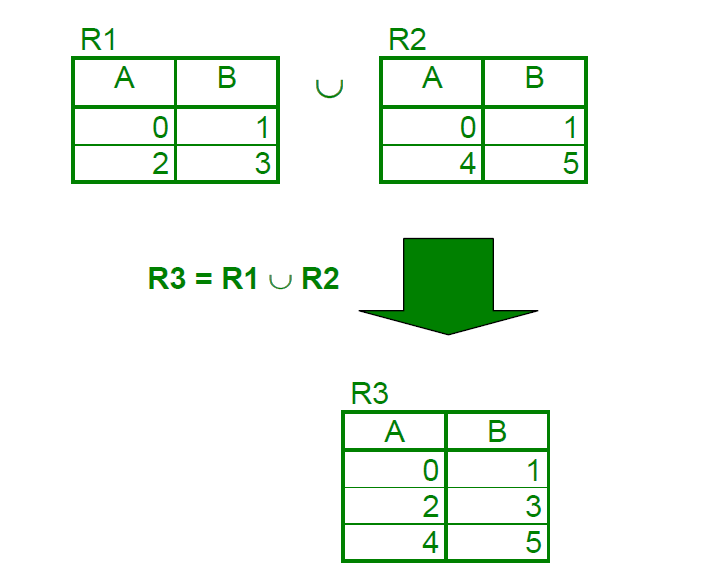 R1 R2
A B ∪ A B
0 1 0 1
2 3 4 5
R3 = R1 ∪ R2
R3
A B
0 1
2 3
4 5